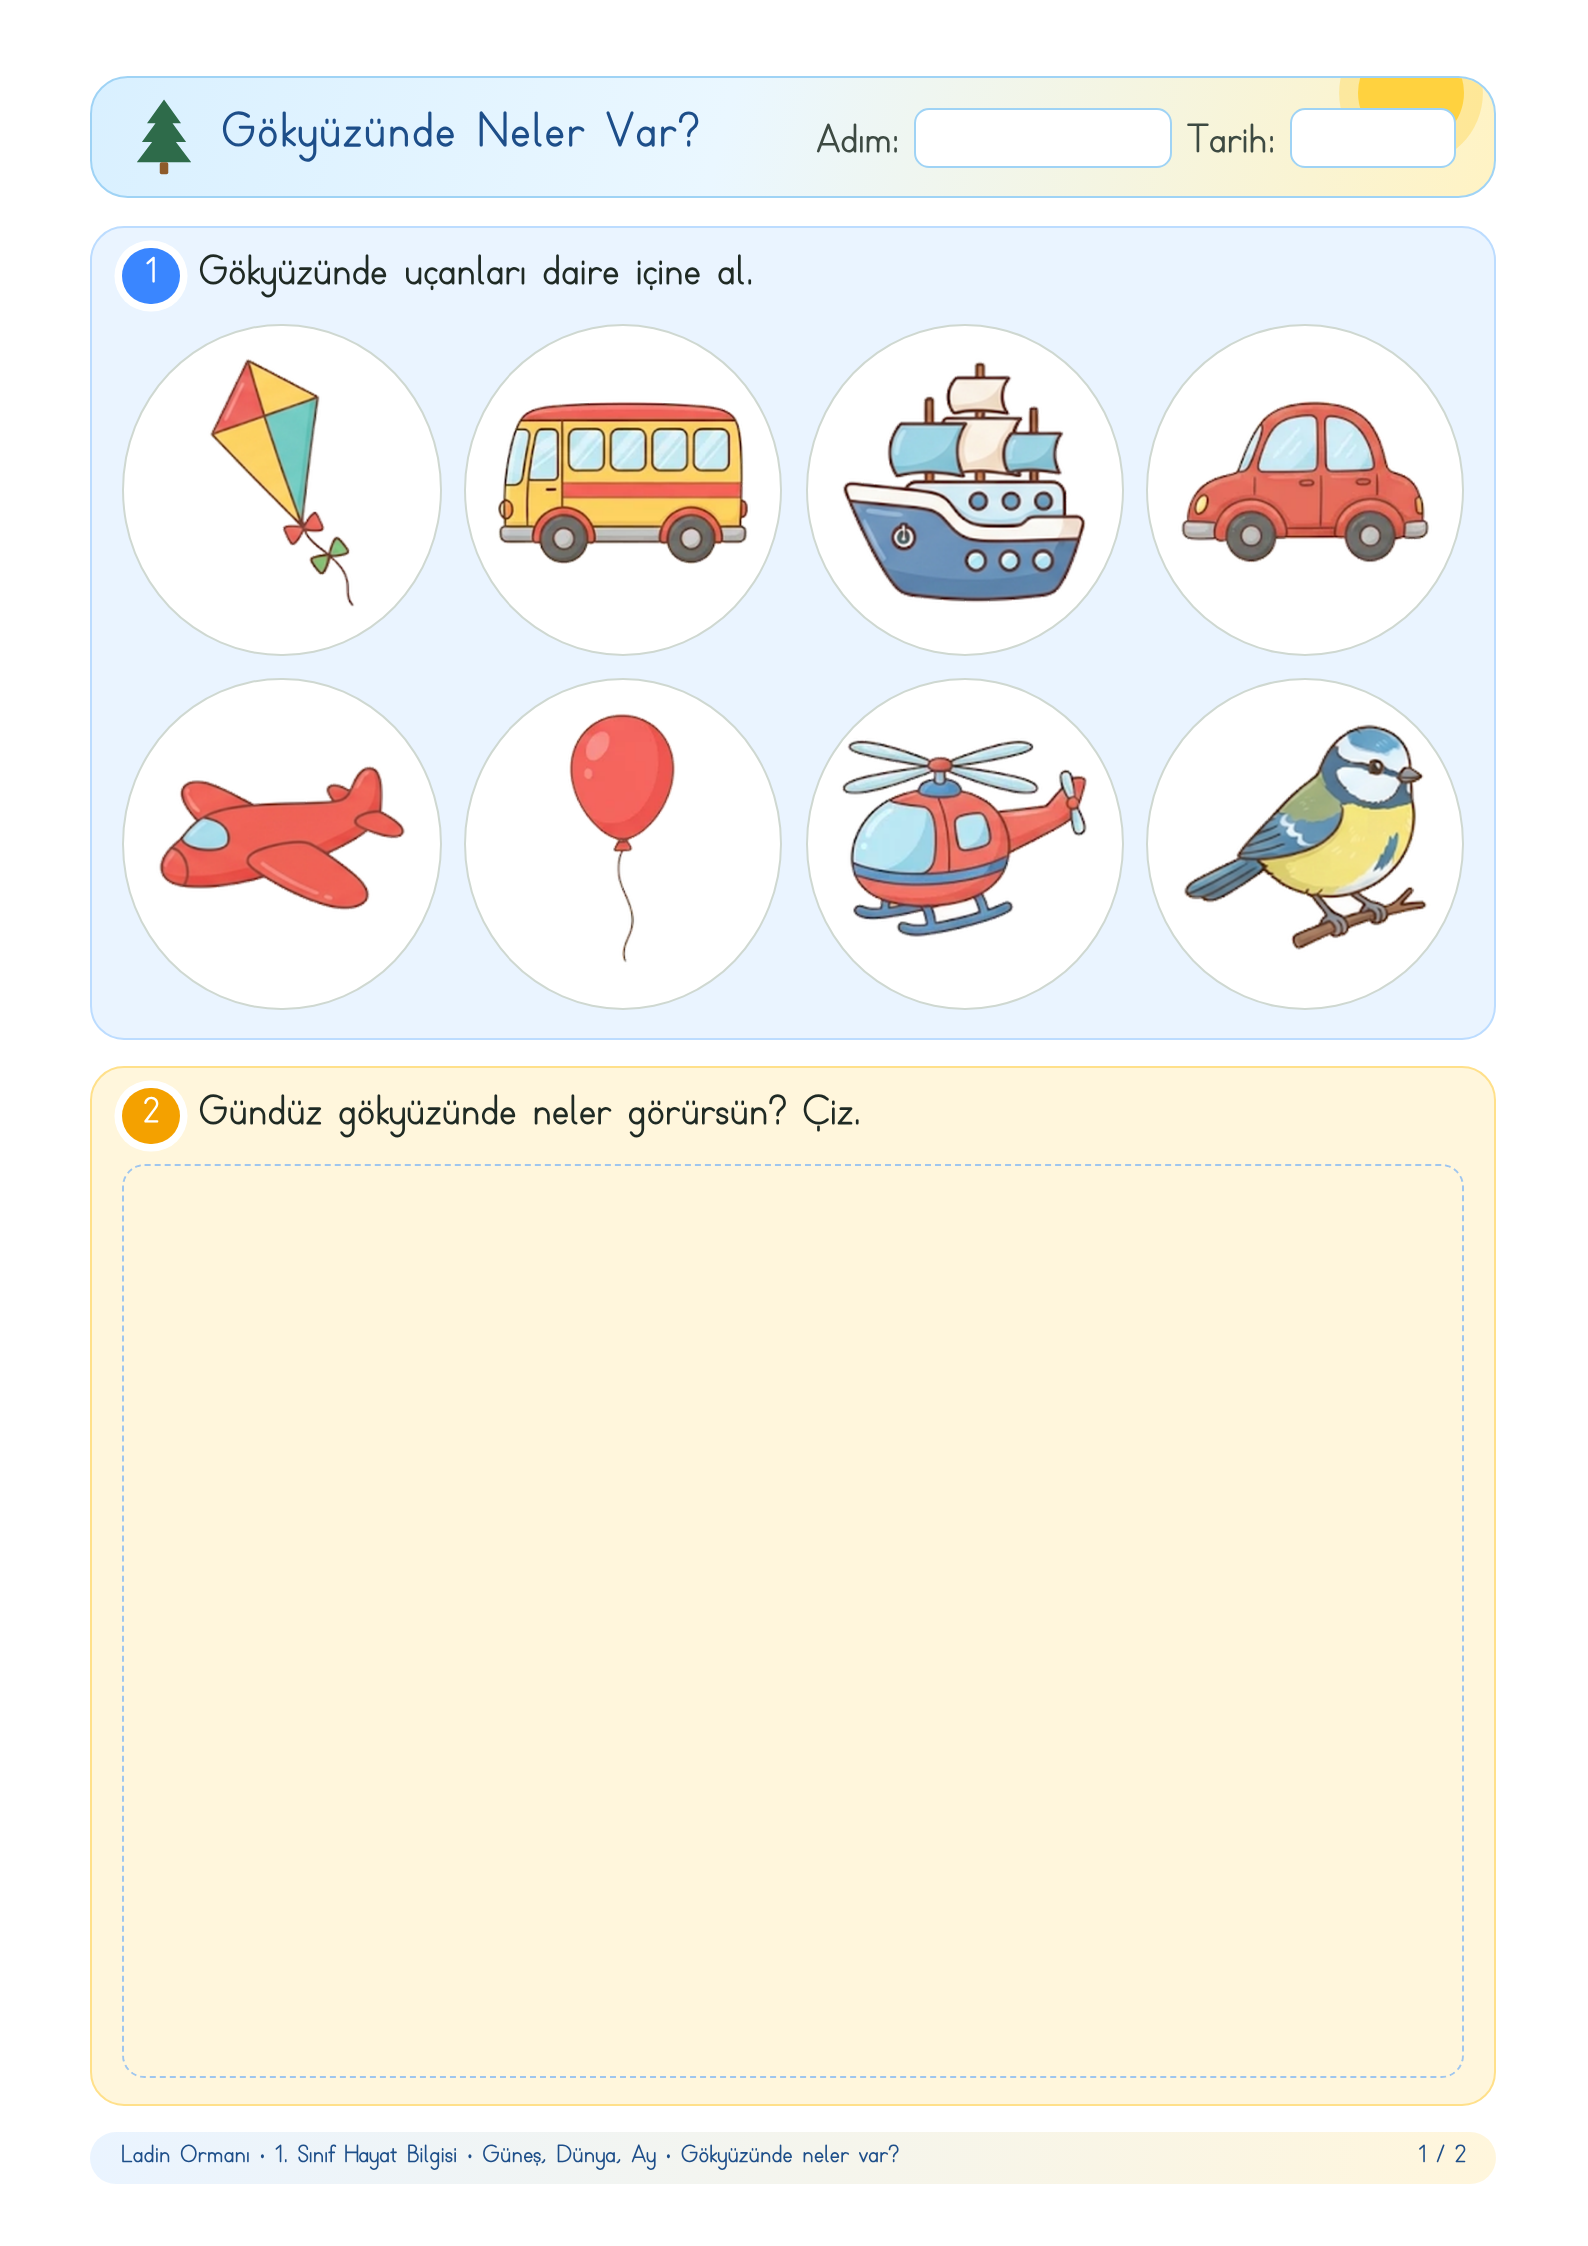 Gökyüzünde Neler Var?
Adım:
Tarih:
1 Gökyüzünde uçanları daire içine al.
2 Gündüz gökyüzünde neler görürsün? Çiz.
Ladin Ormanı • 1. Sınıf Hayat Bilgisi • Güneş, Dünya, Ay • Gökyüzünde neler var?
1 / 2